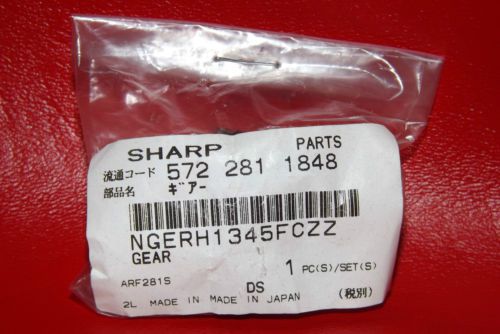 SHARP PARTS
流通コード 572 281 1848
部品名 ギアー
NGERH1345FCZZ
GEAR
ARF281S 1 PC(S)/SET(S)
DS
2L MADE IN MADE IN JAPAN (税別)